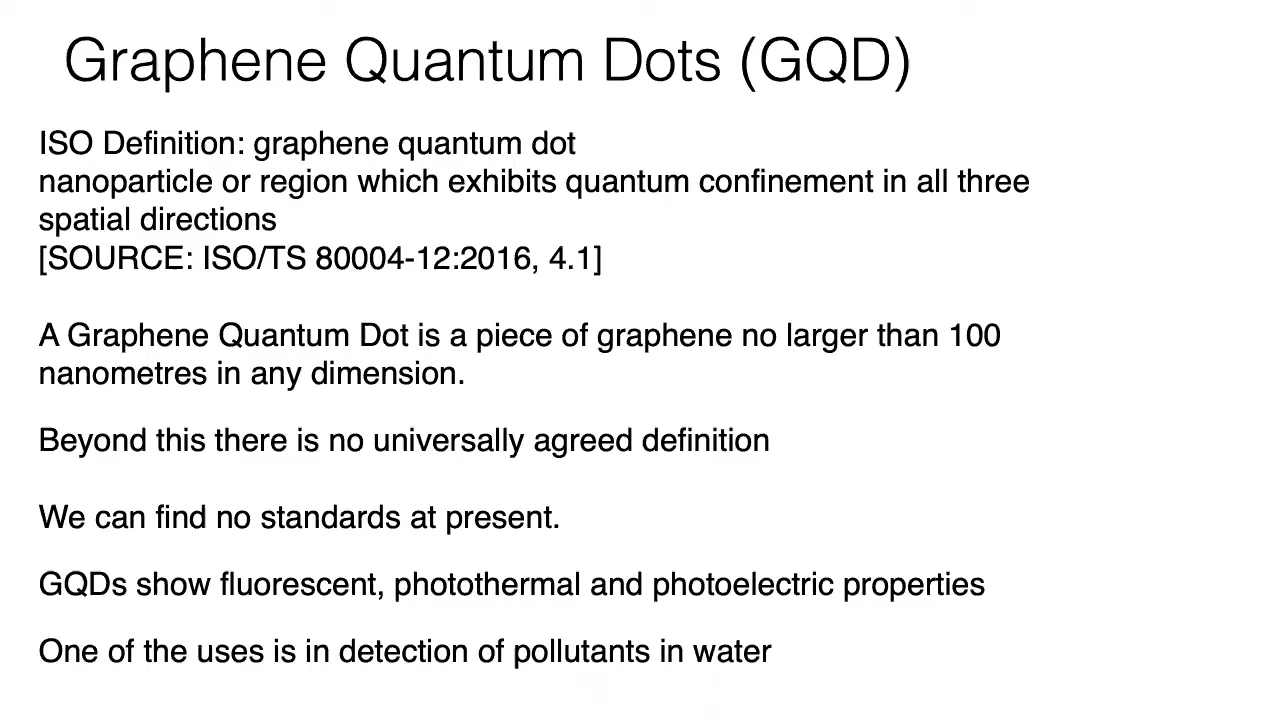 Graphene Quantum Dots (GQD)
ISO Definition: graphene quantum dot
nanoparticle or region which exhibits quantum confinement in all three
spatial directions
[SOURCE: ISO/TS 80004-12:2016, 4.1]
A Graphene Quantum Dot is a piece of graphene no larger than 100
nanometres in any dimension.
Beyond this there is no universally agreed definition
We can find no standards at present.
GQDs show fluorescent, photothermal and photoelectric properties
One of the uses is in detection of pollutants in water